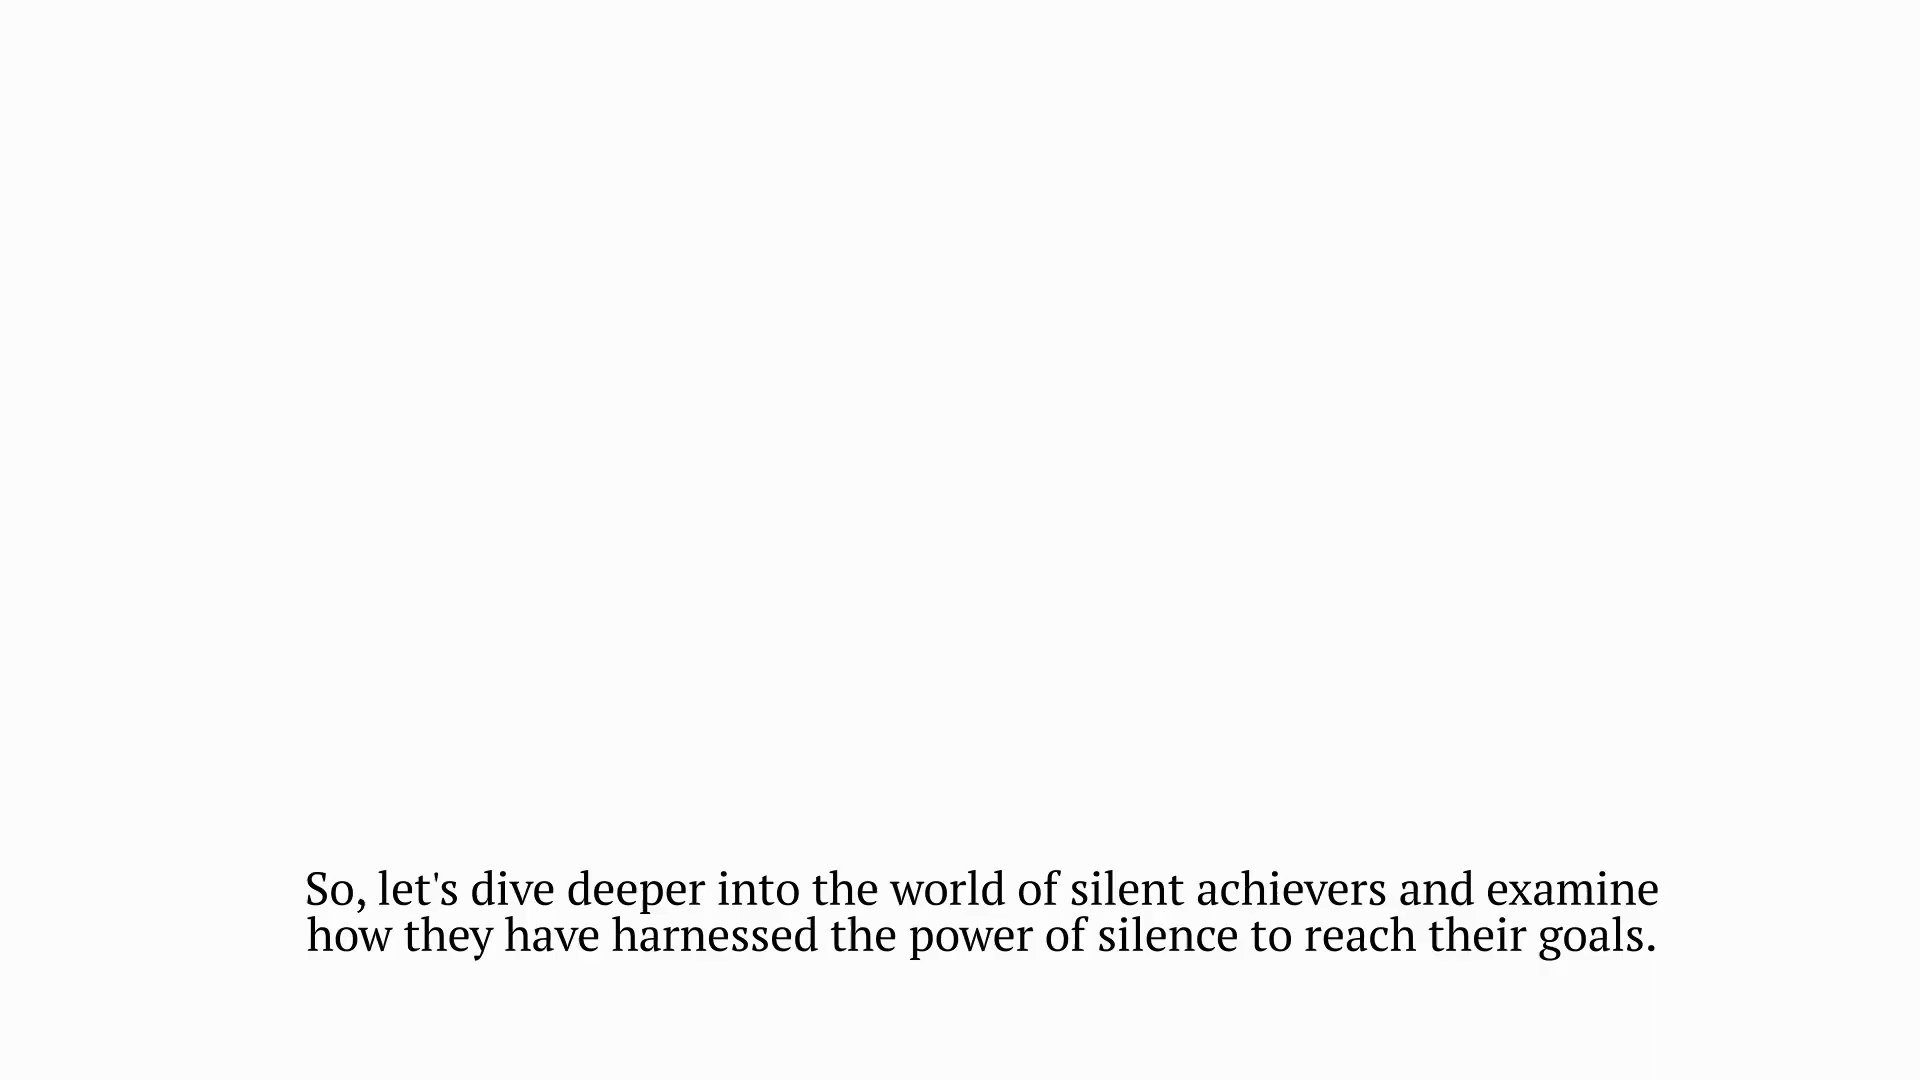 So, let's dive deeper into the world of silent achievers and examine
how they have harnessed the power of silence to reach their goals.